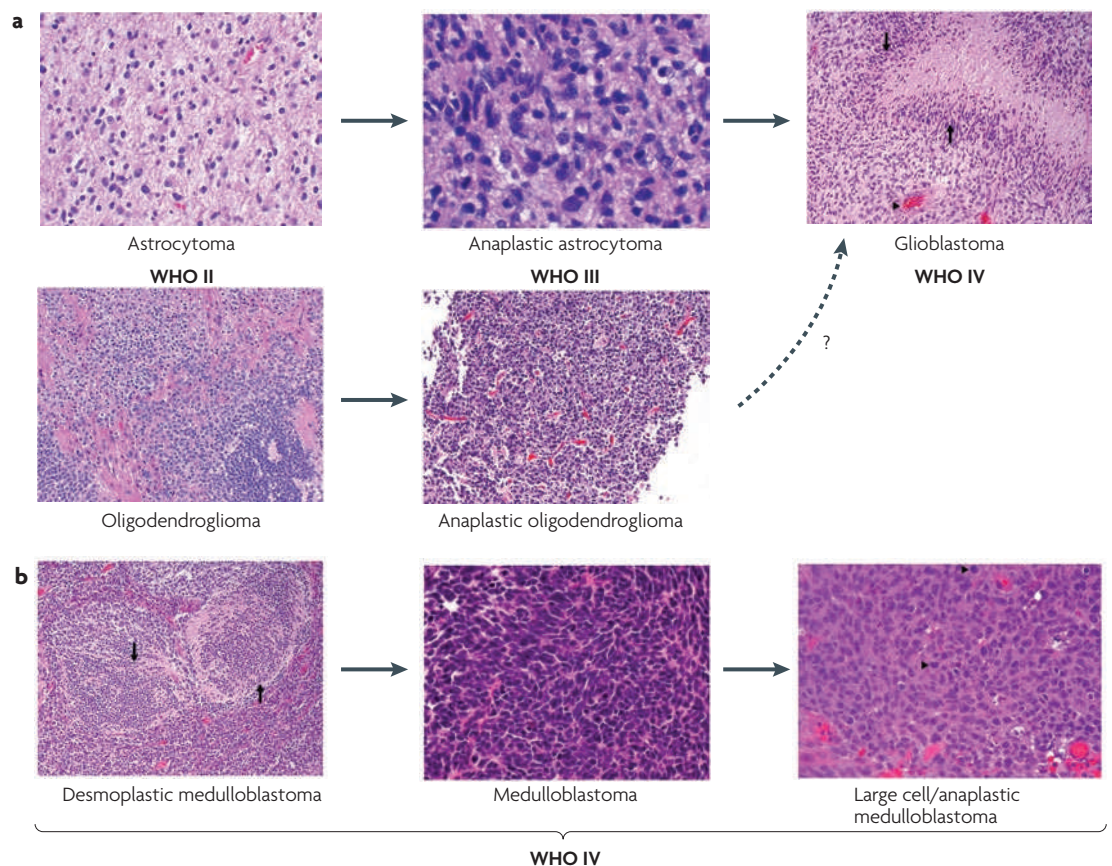 a
Astrocytoma
Anaplastic astrocytoma
Glioblastoma
WHO II
WHO III
WHO IV
?
Oligodendroglioma
Anaplastic oligodendroglioma
b
Desmoplastic medulloblastoma
Medulloblastoma
Large cell/anaplastic
medulloblastoma
WHO IV